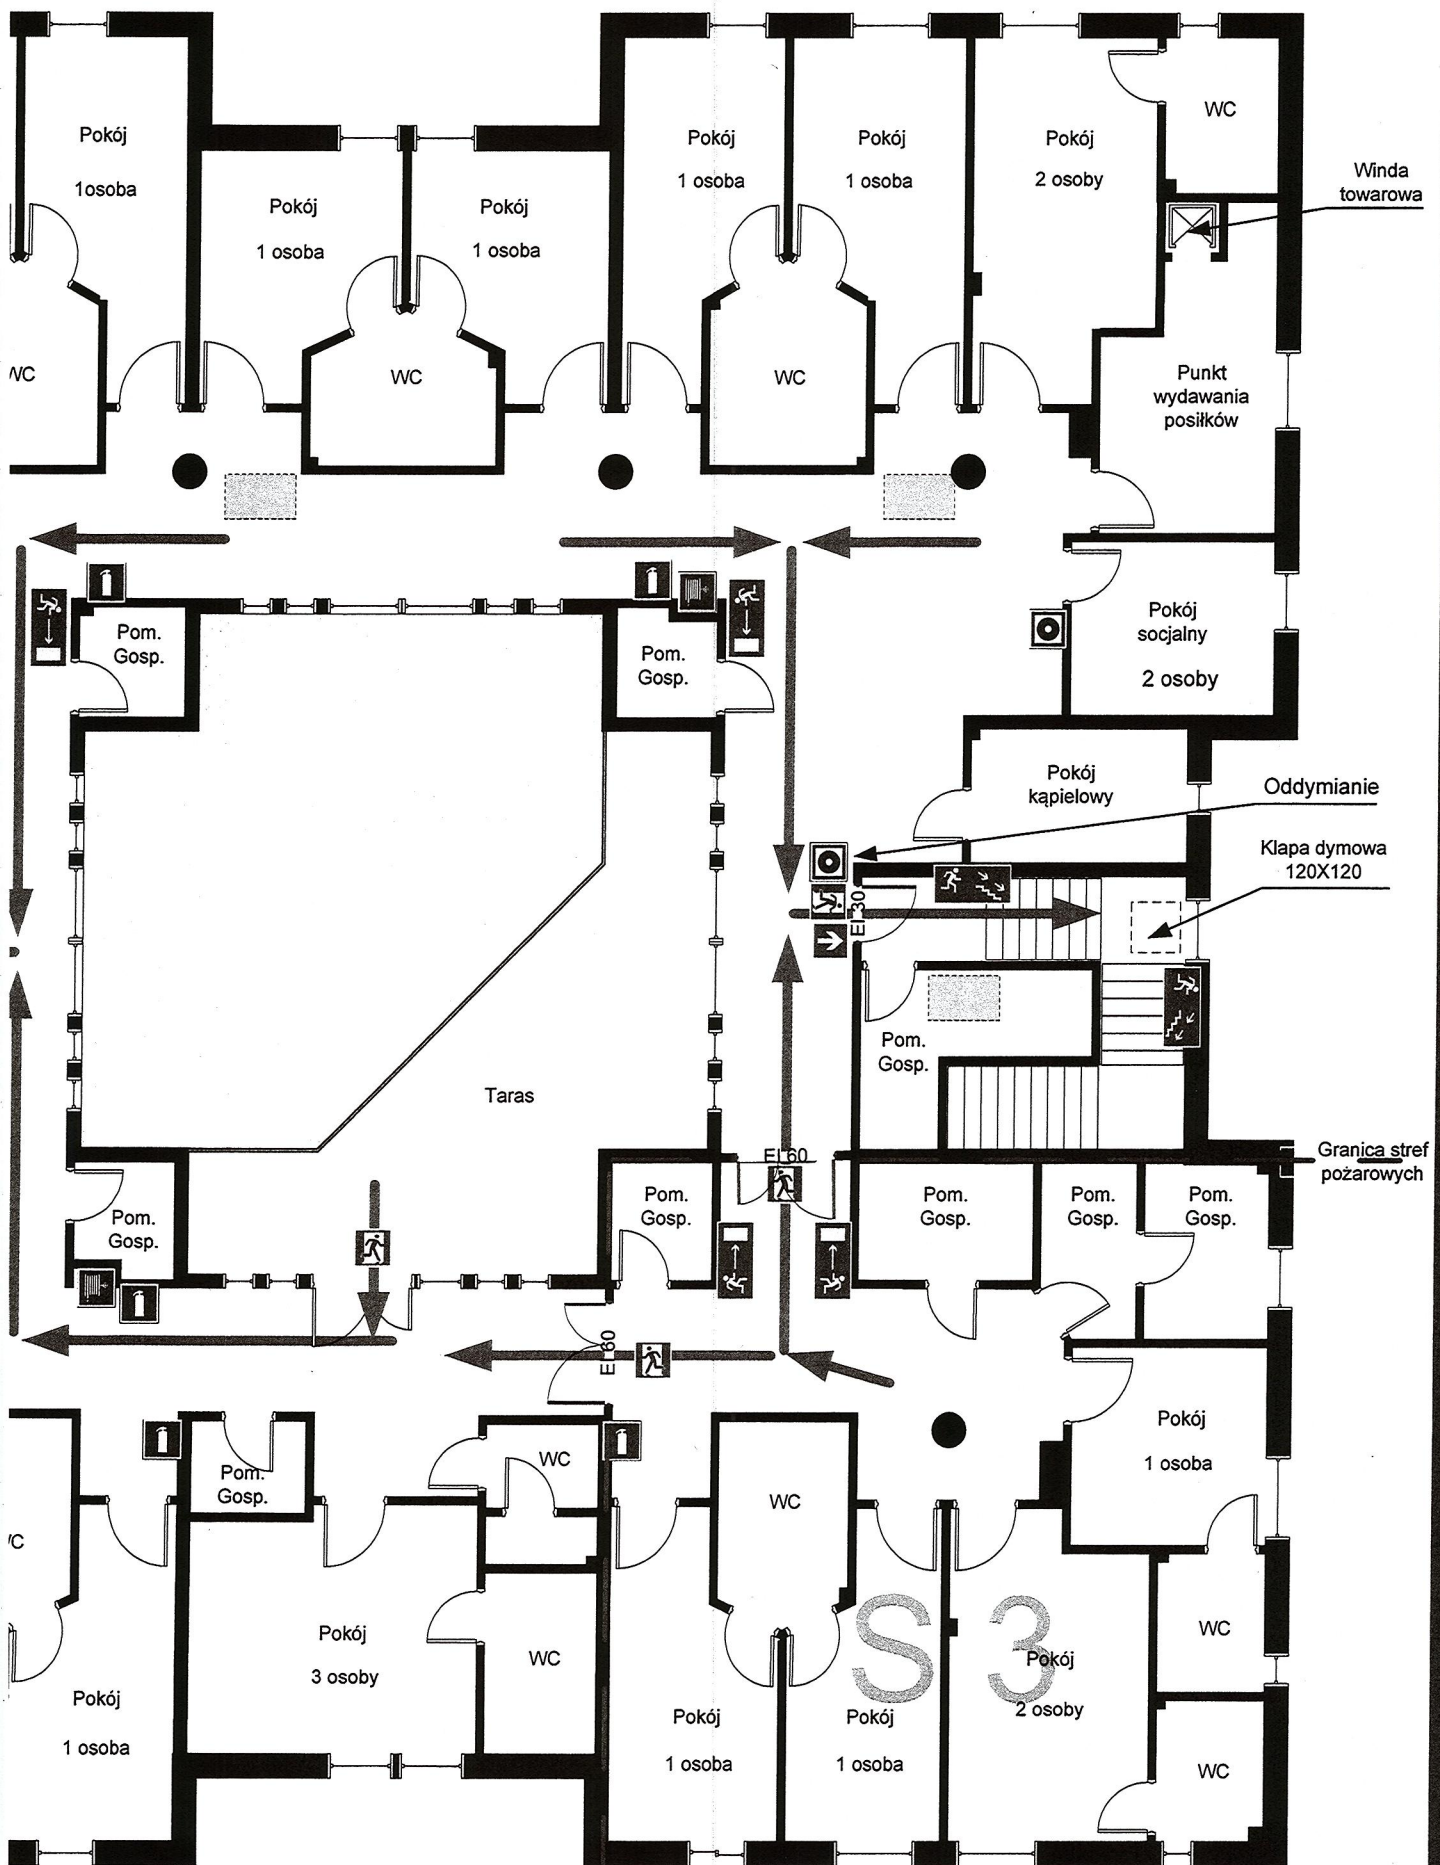 WC
Pokój
1osoba
Pokój
1 osoba
Pokój
1 osoba
Pokój
2 osoby
Winda
towarowa
Pokój
1 osoba
Pokój
1 osoba
WC
WC
WC
Punkt
wydawania
posiłków
Pom.
Gosp.
Pom.
Gosp.
Pokój
socjalny
2 osoby
Pokój
kąpielowy
Oddymianie
Klapa dymowa
120X120
EI 30
Pom.
Gosp.
Taras
EI 60
Granica stref
pożarowych
Pom.
Gosp.
Pom.
Gosp.
Pom.
Gosp.
Pom.
Gosp.
Pom.
Gosp.
EI 60
Pokój
1 osoba
WC
Pom.
Gosp.
WC
S 3
Pokój
3 osoby
WC
WC
Pokój
2 osoby
Pokój
1 osoba
Pokój
1 osoba
Pokój
1 osoba
WC